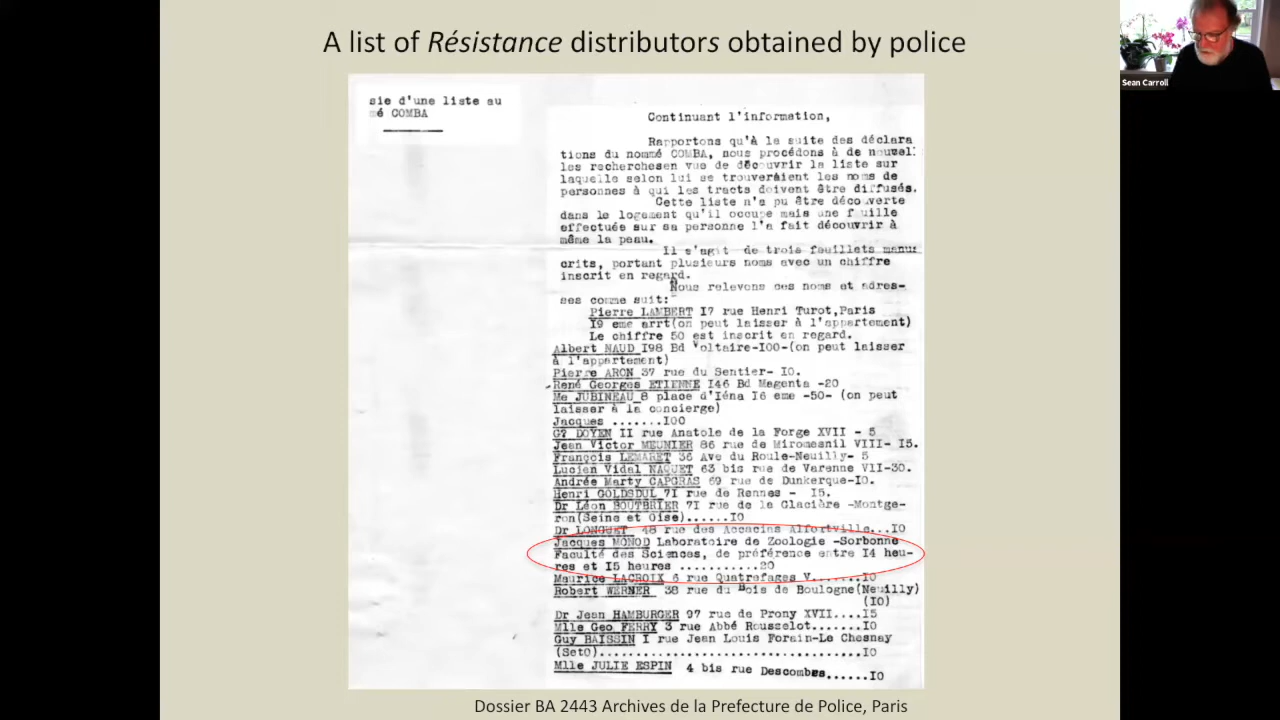 A list of Résistance distributors obtained by police
Sean Carroll
sie d'une liste au
mé COMBA
Continuant l'information,
Rapportons qu'à la suite des déclara
tions du nommé COMBA, nous procédons à de nouvel
les recherchesen vue de découvrir la liste sur
laquelle selon lui se trouveraient les noms de
personnes à qui les tracts doivent être diffusés.
Cette liste n'a pu être découverte
dans le logement qu'il occupe mais une fouille
effectuée sur sa personne l'a fait découvrir à
même la peau.
Il s'agit de trois feuillets manus
crits, portant plusieurs noms avec un chiffre
inscrit en regard.
Nous relevons ces noms et adres-
ses comme suit:
Pierre LAMBERT I7 rue Henri Turot,Paris
I9 eme arrt(on peut laisser à l'appartement)
Le chiffre 50 est inscrit en regard.
Albert NAUD I98 Bd Voltaire-I00-(on peut laisser
à l'appartement)
Pierre ARON 37 rue du Sentier- I0.
René Georges ETIENNE I46 Bd Magenta -20
Me JUBINEAU 8 place d'Iéna I6 eme -50- (on peut
laisser à la concierge)
Jacques .......I00
DOYEN II rue Anatole de la Forge XVII - 5
Jean Victor MEUNIER 86 rue de Miromesnil VIII- I5.
François LEMARET 36 Ave du Roule-Neuilly- 5
Lucien Vidal NAQUET 63 bis rue de Varenne VII-30.
Andrée Marty CAPGRAS 69 rue de Dunkerque-I0.
Henri GOLDSDUL 7I rue de Rennes - I5.
Dr Léon BOUTBRIER 7I rue de la Glacière -Montge-
ron(Seine et Oise)......I0
Dr LONGUET 48 rue des Accacias Alfortville...I0
Jacques MONOD Laboratoire de Zoologie -Sorbonne
Faculté des Sciences, de préférence entre I4 heu-
res et I5 heures ...........20
Maurice LACROIX 6 rue Quatrefages V.......I0
Robert WERNER 38 rue du Bois de Boulogne(Neuilly)
(I0)
Dr Jean HAMBURGER 97 rue de Prony XVII....I5
Mlle Geo FERRY 3 rue Abbé Rousselot.......I0
Guy BAISSIN I rue Jean Louis Forain-Le Chesnay
(SetO)..................................I0
Mlle JULIE ESPIN 4 bis rue Descombes......I0
Dossier BA 2443 Archives de la Prefecture de Police, Paris